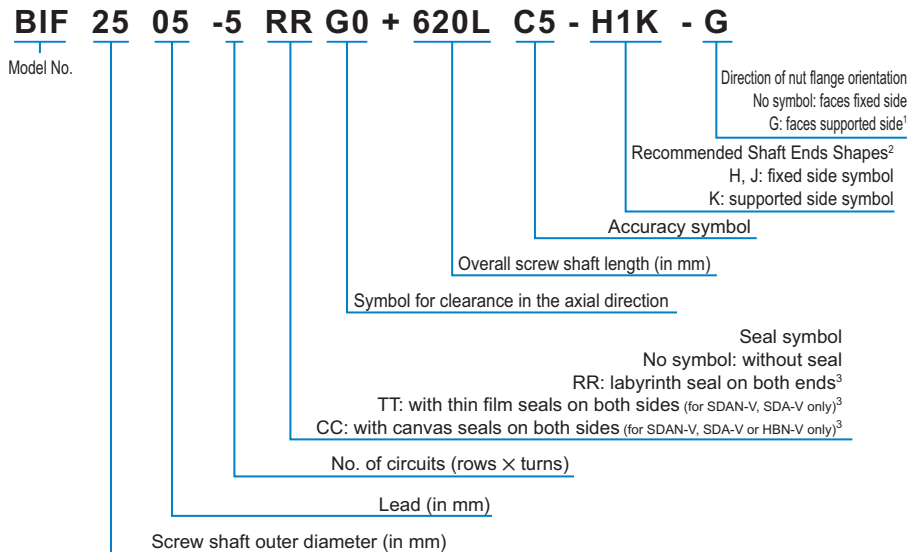 BIF 25 05 -5 RR G0 + 620L C5 - H1K - G
Model No.
Direction of nut flange orientation
No symbol: faces fixed side
G: faces supported side¹
Recommended Shaft Ends Shapes²
H, J: fixed side symbol
K: supported side symbol
Accuracy symbol
Overall screw shaft length (in mm)
Symbol for clearance in the axial direction
Seal symbol
No symbol: without seal
RR: labyrinth seal on both ends³
TT: with thin film seals on both sides (for SDAN-V, SDA-V only)³
CC: with canvas seals on both sides (for SDAN-V, SDA-V or HBN-V only)³
No. of circuits (rows × turns)
Lead (in mm)
Screw shaft outer diameter (in mm)